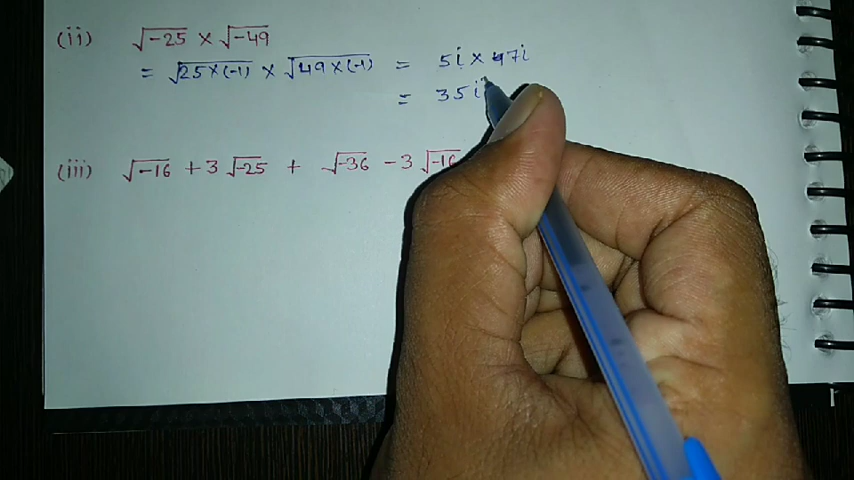 (ii) √-25 × √-49
= √25×(-1) × √49×(-1) = 5i × 7i
= 35i
(iii) √-16 + 3 √-25 + √-36 - 3 √-16